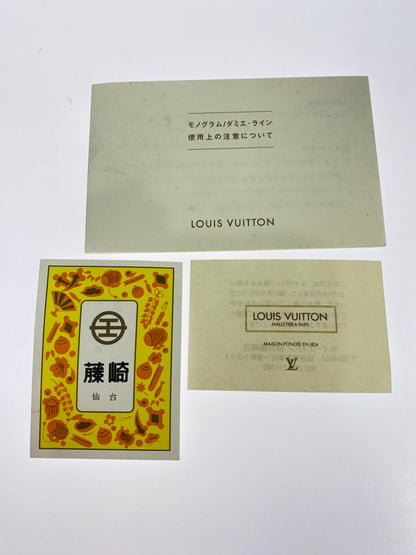 モノグラム/ダミエ・ライン
使用上の注意について
LOUIS VUITTON
藤崎
仙台
LOUIS VUITTON
MALLETIER A PARIS
MAISON FONDEE EN 1854
LV